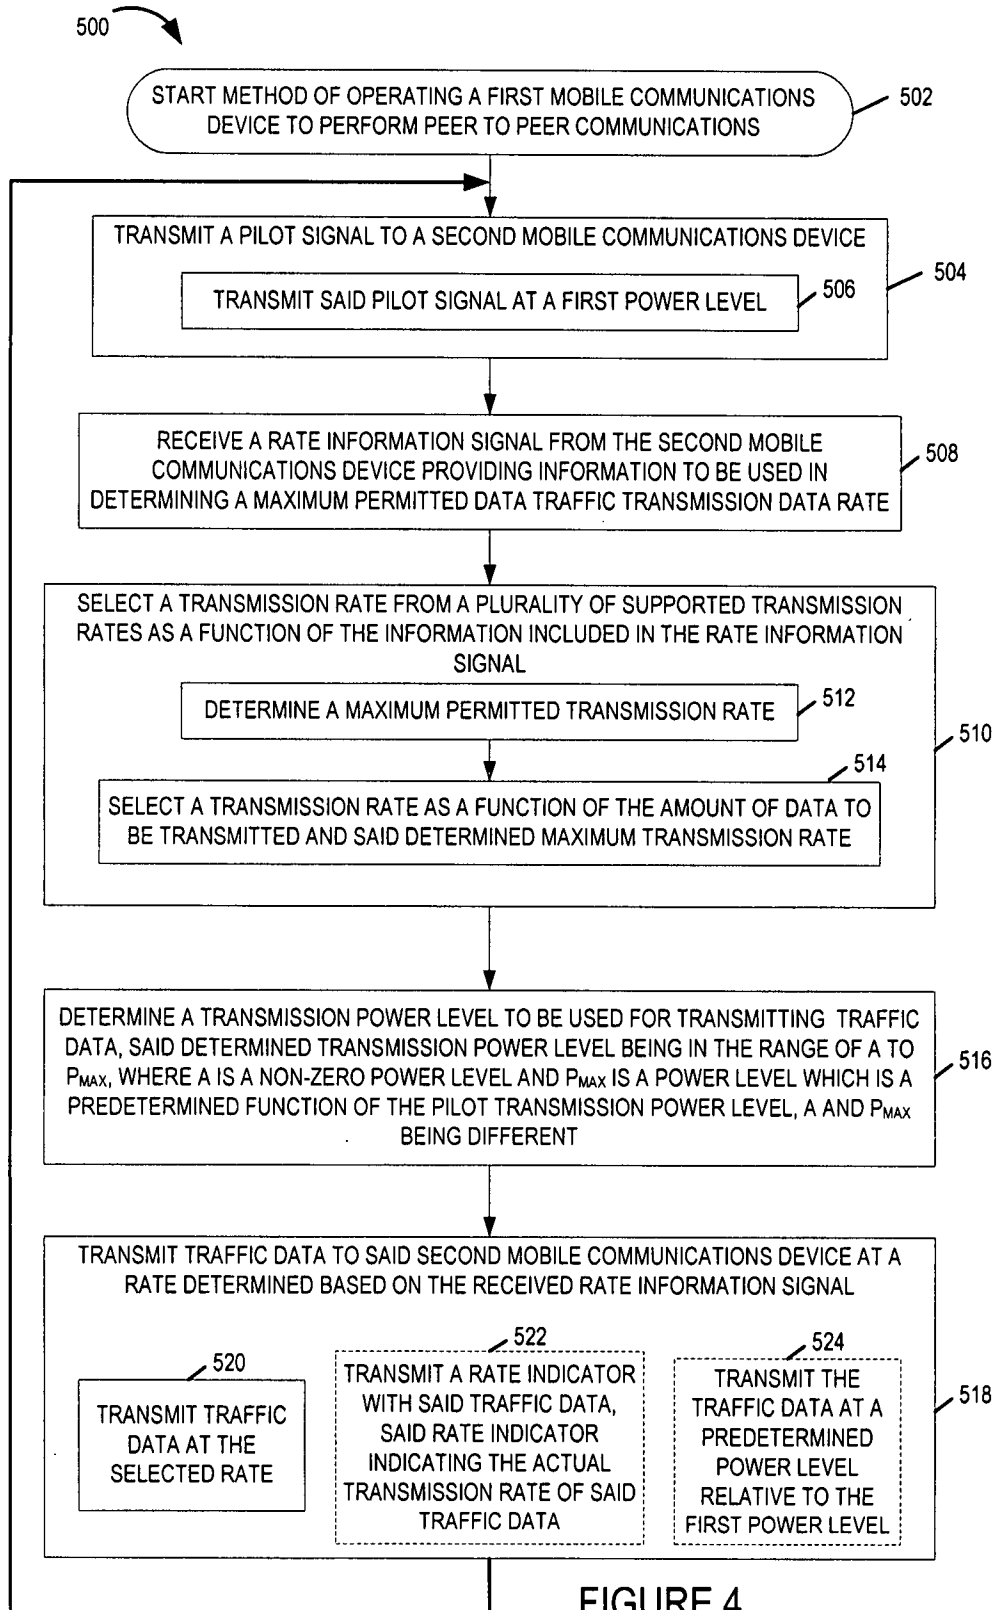 500
START METHOD OF OPERATING A FIRST MOBILE COMMUNICATIONS
DEVICE TO PERFORM PEER TO PEER COMMUNICATIONS
502
TRANSMIT A PILOT SIGNAL TO A SECOND MOBILE COMMUNICATIONS DEVICE
504
TRANSMIT SAID PILOT SIGNAL AT A FIRST POWER LEVEL
506
RECEIVE A RATE INFORMATION SIGNAL FROM THE SECOND MOBILE
COMMUNICATIONS DEVICE PROVIDING INFORMATION TO BE USED IN
DETERMINING A MAXIMUM PERMITTED DATA TRAFFIC TRANSMISSION DATA RATE
508
SELECT A TRANSMISSION RATE FROM A PLURALITY OF SUPPORTED TRANSMISSION
RATES AS A FUNCTION OF THE INFORMATION INCLUDED IN THE RATE INFORMATION
SIGNAL
510
DETERMINE A MAXIMUM PERMITTED TRANSMISSION RATE
512
514
SELECT A TRANSMISSION RATE AS A FUNCTION OF THE AMOUNT OF DATA TO
BE TRANSMITTED AND SAID DETERMINED MAXIMUM TRANSMISSION RATE
DETERMINE A TRANSMISSION POWER LEVEL TO BE USED FOR TRANSMITTING TRAFFIC
DATA, SAID DETERMINED TRANSMISSION POWER LEVEL BEING IN THE RANGE OF A TO
PMAX, WHERE A IS A NON-ZERO POWER LEVEL AND PMAX IS A POWER LEVEL WHICH IS A
PREDETERMINED FUNCTION OF THE PILOT TRANSMISSION POWER LEVEL, A AND PMAX
BEING DIFFERENT
516
TRANSMIT TRAFFIC DATA TO SAID SECOND MOBILE COMMUNICATIONS DEVICE AT A
RATE DETERMINED BASED ON THE RECEIVED RATE INFORMATION SIGNAL
518
520
TRANSMIT TRAFFIC
DATA AT THE
SELECTED RATE
522
TRANSMIT A RATE INDICATOR
WITH SAID TRAFFIC DATA,
SAID RATE INDICATOR
INDICATING THE ACTUAL
TRANSMISSION RATE OF SAID
TRAFFIC DATA
524
TRANSMIT THE
TRAFFIC DATA AT A
PREDETERMINED
POWER LEVEL
RELATIVE TO THE
FIRST POWER LEVEL
FIGURE 4